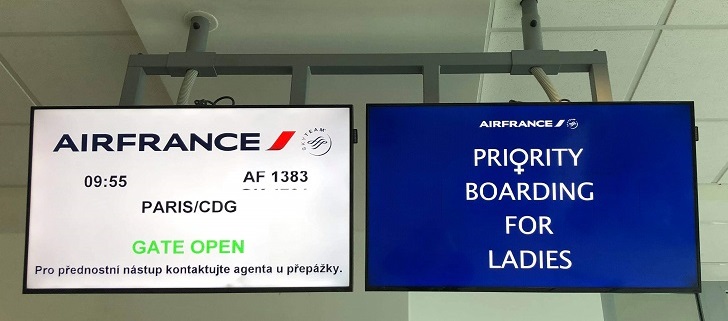 AIRFRANCE
SKYTEAM
09:55 AF 1383
PARIS/CDG
GATE OPEN
Pro přednostní nástup kontaktujte agenta u přepážky.
AIRFRANCE
PRIORITY
BOARDING
FOR
LADIES